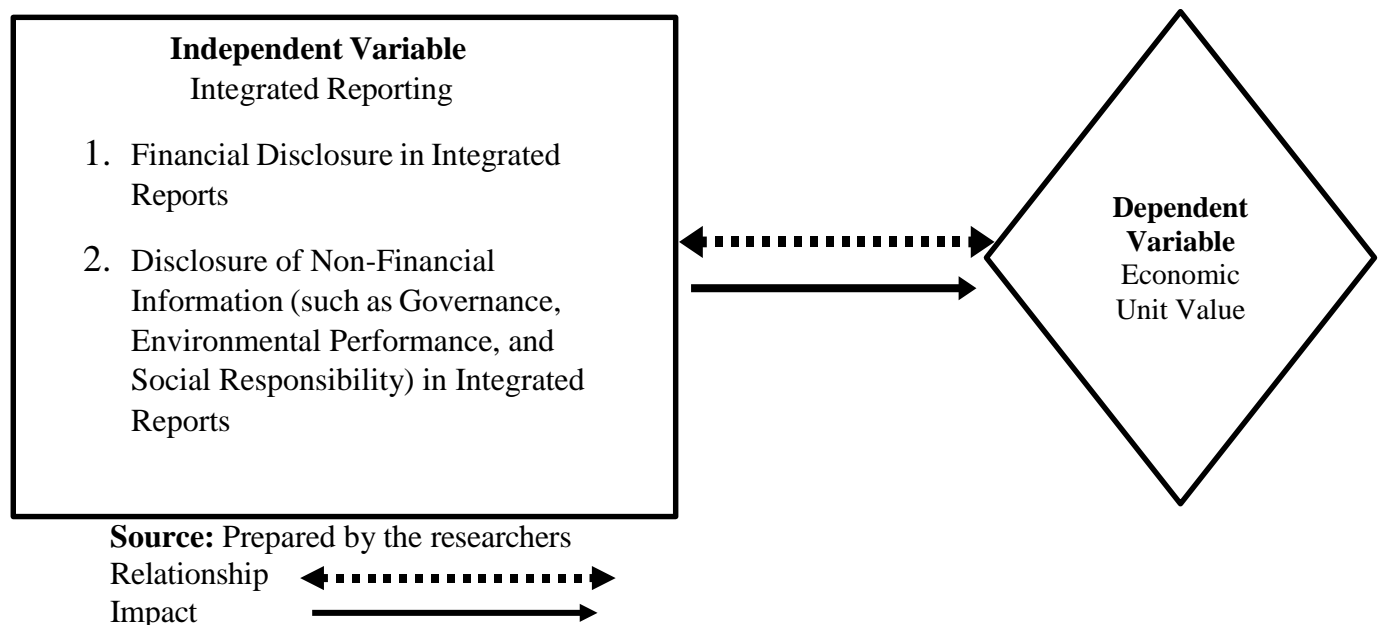 Independent Variable
Integrated Reporting
1. Financial Disclosure in Integrated
Reports
2. Disclosure of Non-Financial
Information (such as Governance,
Environmental Performance, and
Social Responsibility) in Integrated
Reports
Dependent
Variable
Economic
Unit Value
Source: Prepared by the researchers
Relationship
Impact